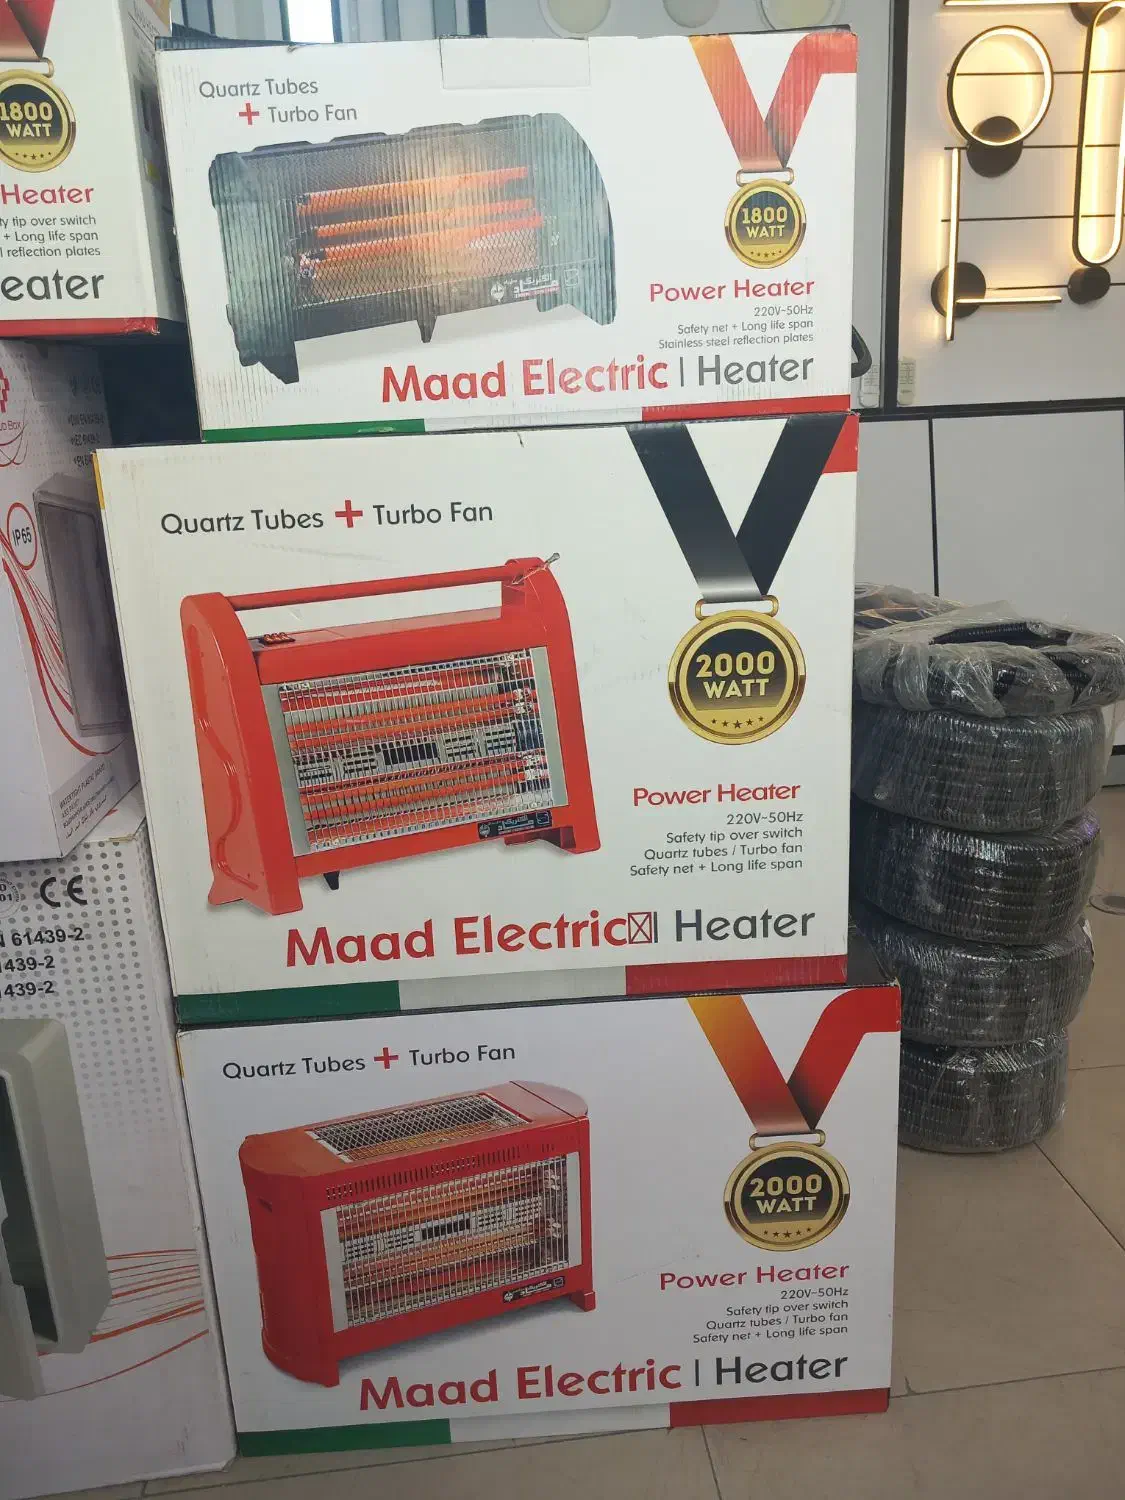 1800
WATT
Heater
ty tip over switch
+ Long life span
l reflection plates
eater
Quartz Tubes
+ Turbo Fan
1800
WATT
Power Heater
220V~50Hz
Safety net + Long life span
Stainless steel reflection plates
Maad Electric | Heater
Quartz Tubes + Turbo Fan
2000
WATT
Power Heater
220V~50Hz
Safety tip over switch
Quartz tubes / Turbo fan
Safety net + Long life span
Maad Electric | Heater
Quartz Tubes + Turbo Fan
2000
WATT
Power Heater
220V~50Hz
Safety tip over switch
Quartz tubes / Turbo fan
Safety net + Long life span
Maad Electric | Heater
Box
IP65
CE
N 61439-2
1439-2
439-2